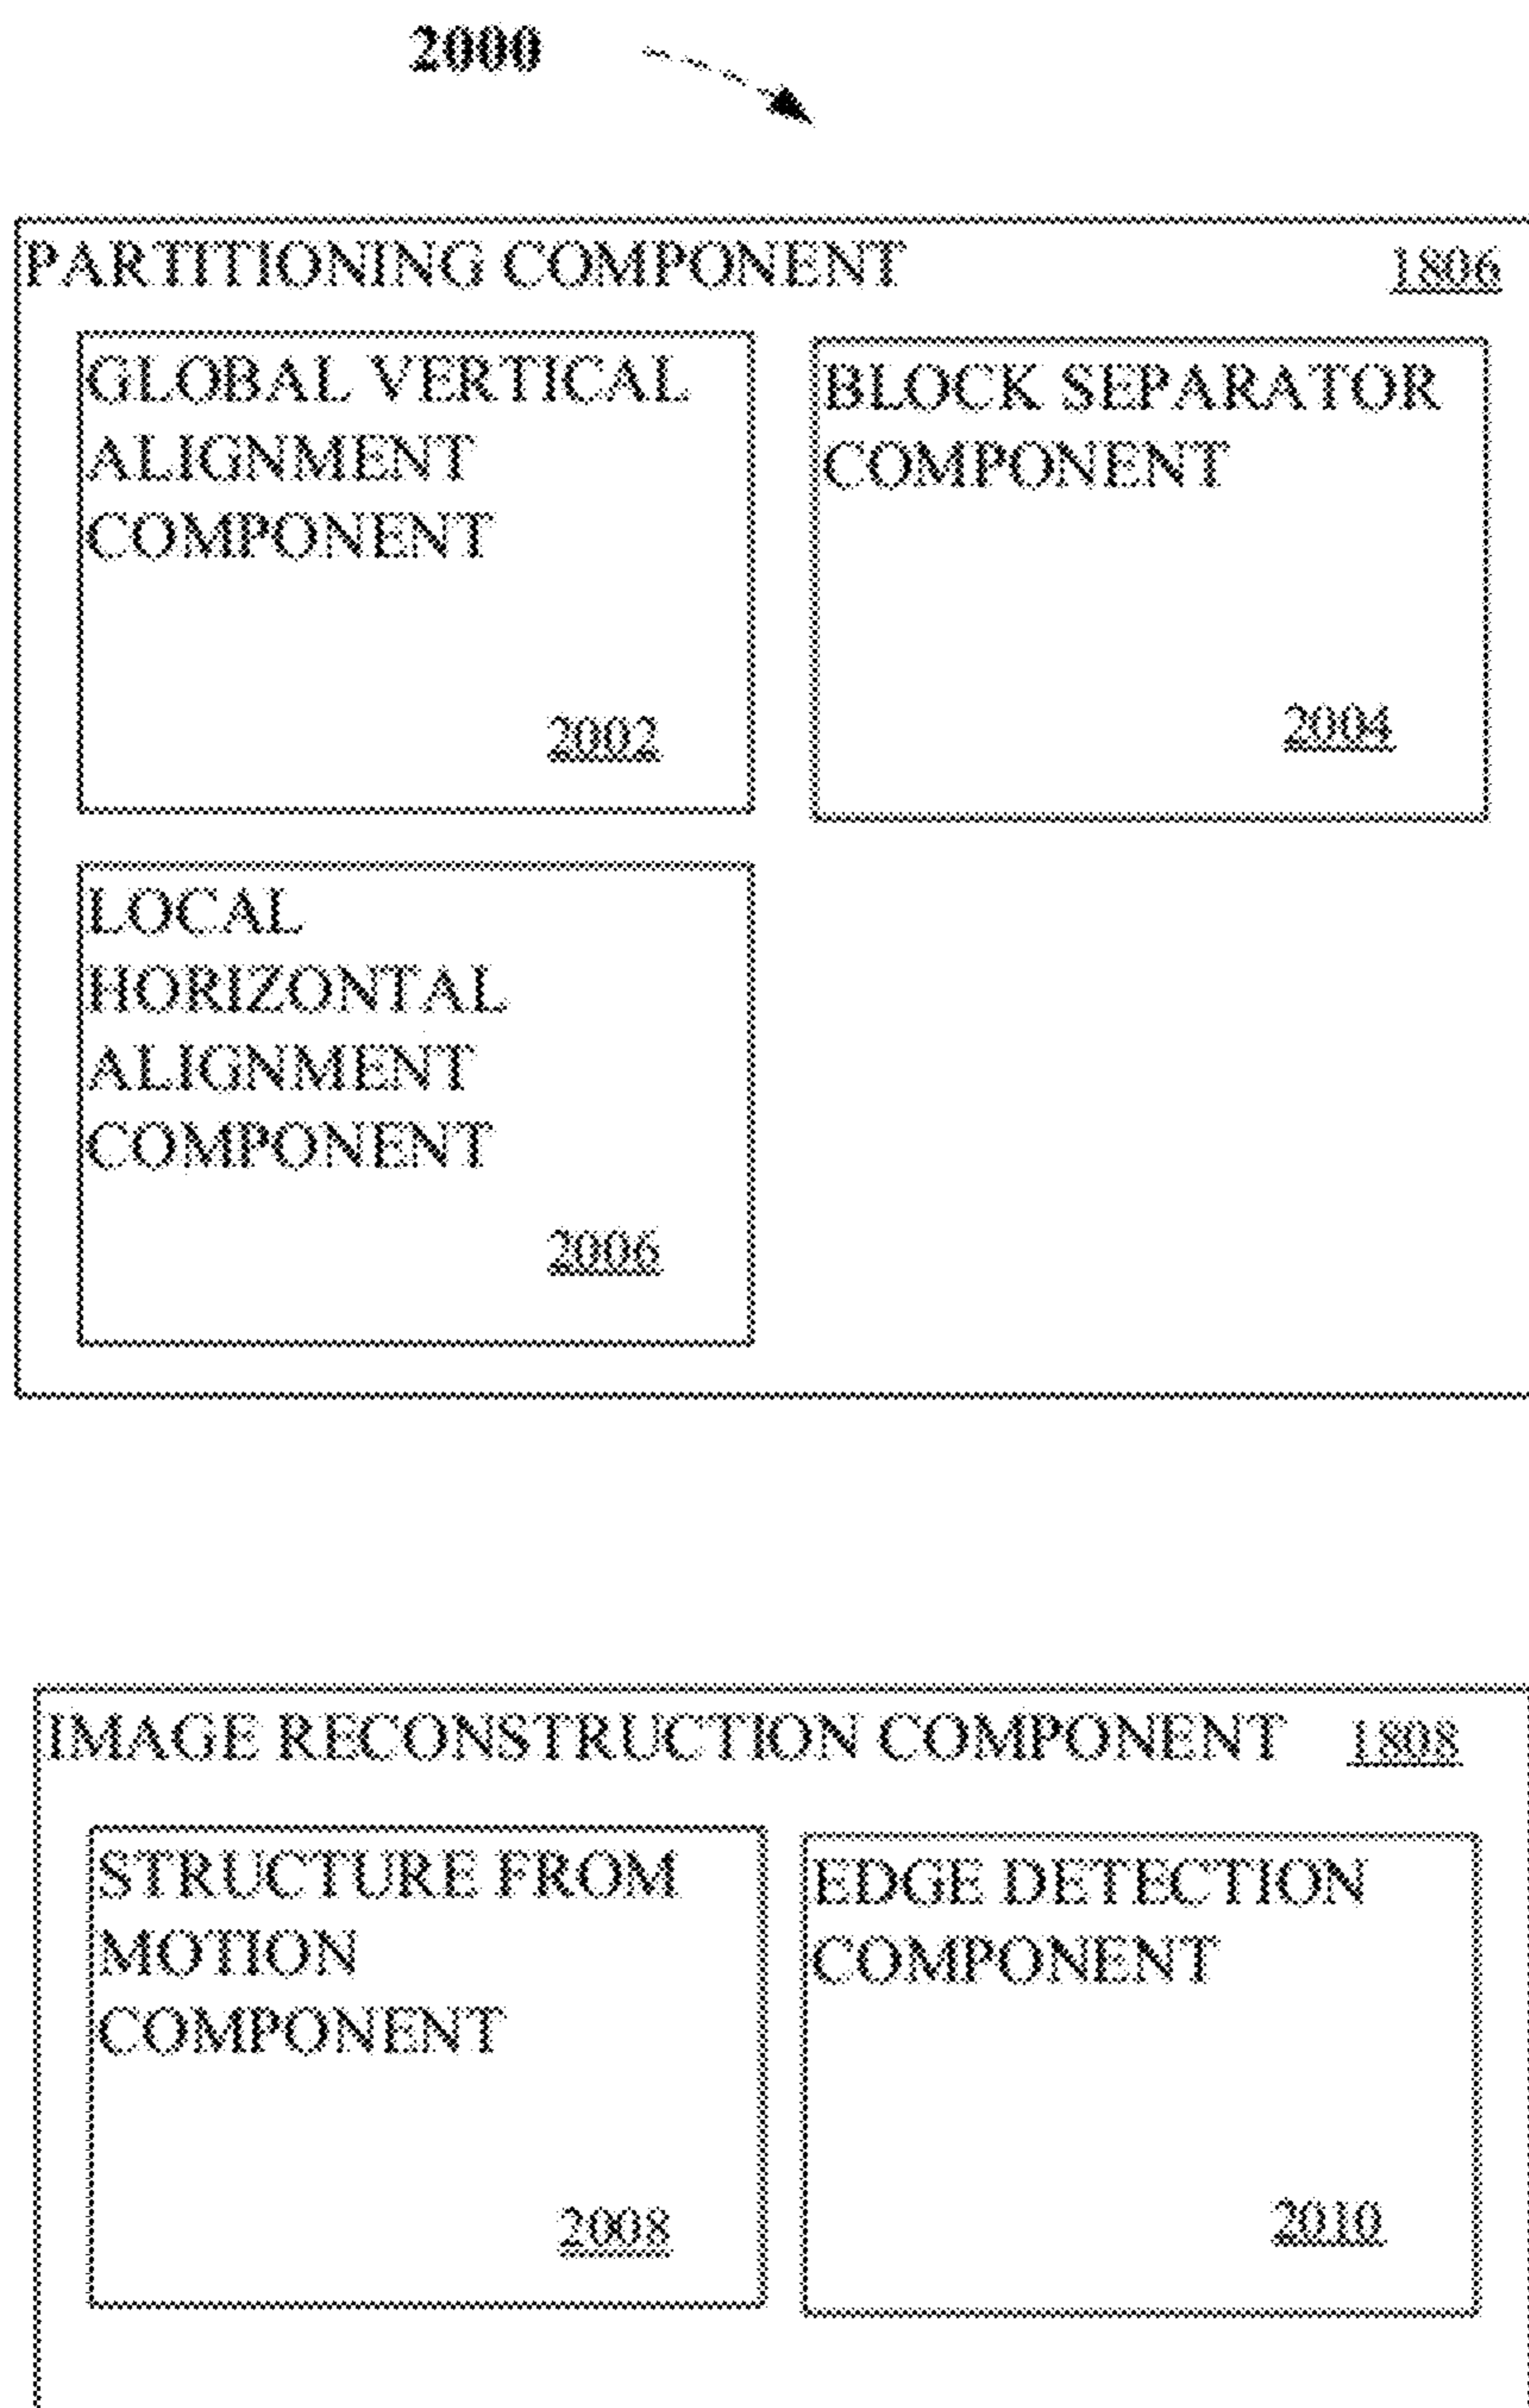 2000
PARTITIONING COMPONENT 1806
GLOBAL VERTICAL
ALIGNMENT
COMPONENT
2002
BLOCK SEPARATOR
COMPONENT
2004
LOCAL
HORIZONTAL
ALIGNMENT
COMPONENT
2006
IMAGE RECONSTRUCTION COMPONENT 1808
STRUCTURE FROM
MOTION
COMPONENT
2008
EDGE DETECTION
COMPONENT
2010